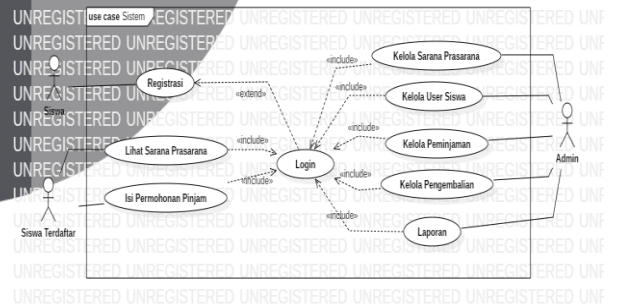 use case Sistem
Kelola Sarana Prasarana
«include»
Registrasi
Kelola User Siswa
«include»
«extend»
Siswa
«include»
Kelola Peminjaman
Admin
Lihat Sarana Prasarana
«include»
Login
Kelola Pengembalian
«include»
Isi Permohonan Pinjam
«include»
Siswa Terdaftar
«include»
Laporan
UNREGISTERED UNREGISTERED UNREGISTERED UNREGISTERED UNREGISTERED